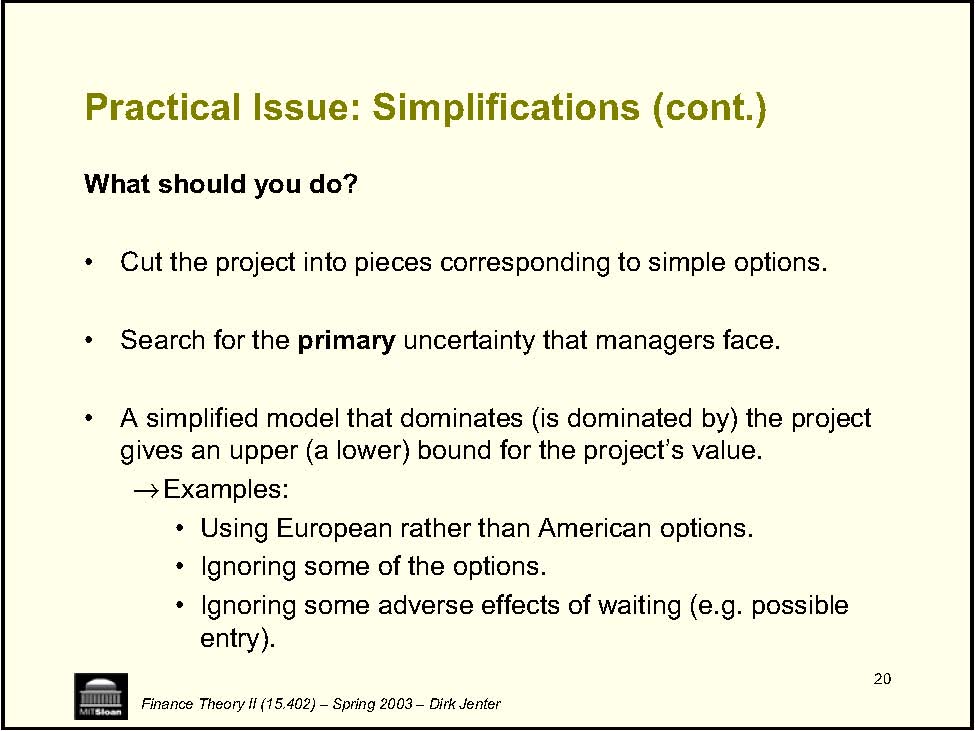 Practical Issue: Simplifications (cont.)
What should you do?
• Cut the project into pieces corresponding to simple options.
• Search for the primary uncertainty that managers face.
• A simplified model that dominates (is dominated by) the project
gives an upper (a lower) bound for the project’s value.
→ Examples:
• Using European rather than American options.
• Ignoring some of the options.
• Ignoring some adverse effects of waiting (e.g. possible
entry).
20
MITSloan
Finance Theory II (15.402) – Spring 2003 – Dirk Jenter